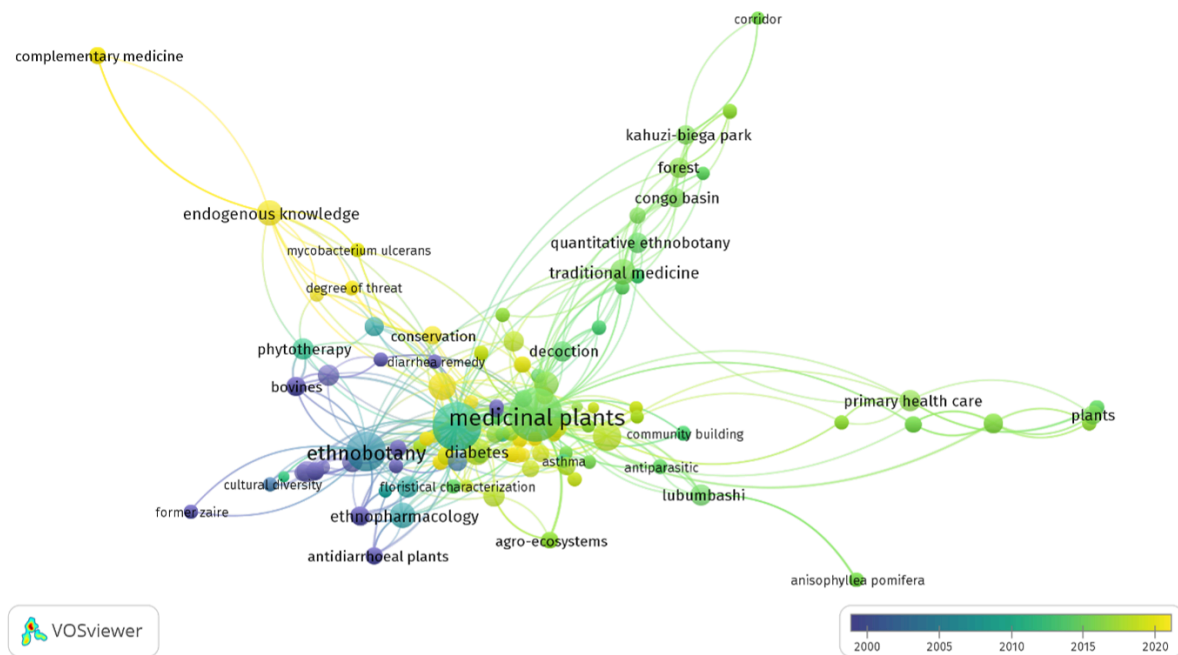 corridor
complementary medicine
kahuzi-biega park
forest
congo basin
endogenous knowledge
quantitative ethnobotany
mycobacterium ulcerans
traditional medicine
degree of threat
conservation
phytotherapy
decoction
diarrhea remedy
bovines
primary health care
medicinal plants
plants
community building
ethnobotany
diabetes
asthma
antiparasitic
cultural diversity
floristical characterization
lubumbashi
former zaire
ethnopharmacology
agro-ecosystems
antidiarrhoeal plants
anisophyllea pomifera
VOSviewer
2000 2005 2010 2015 2020